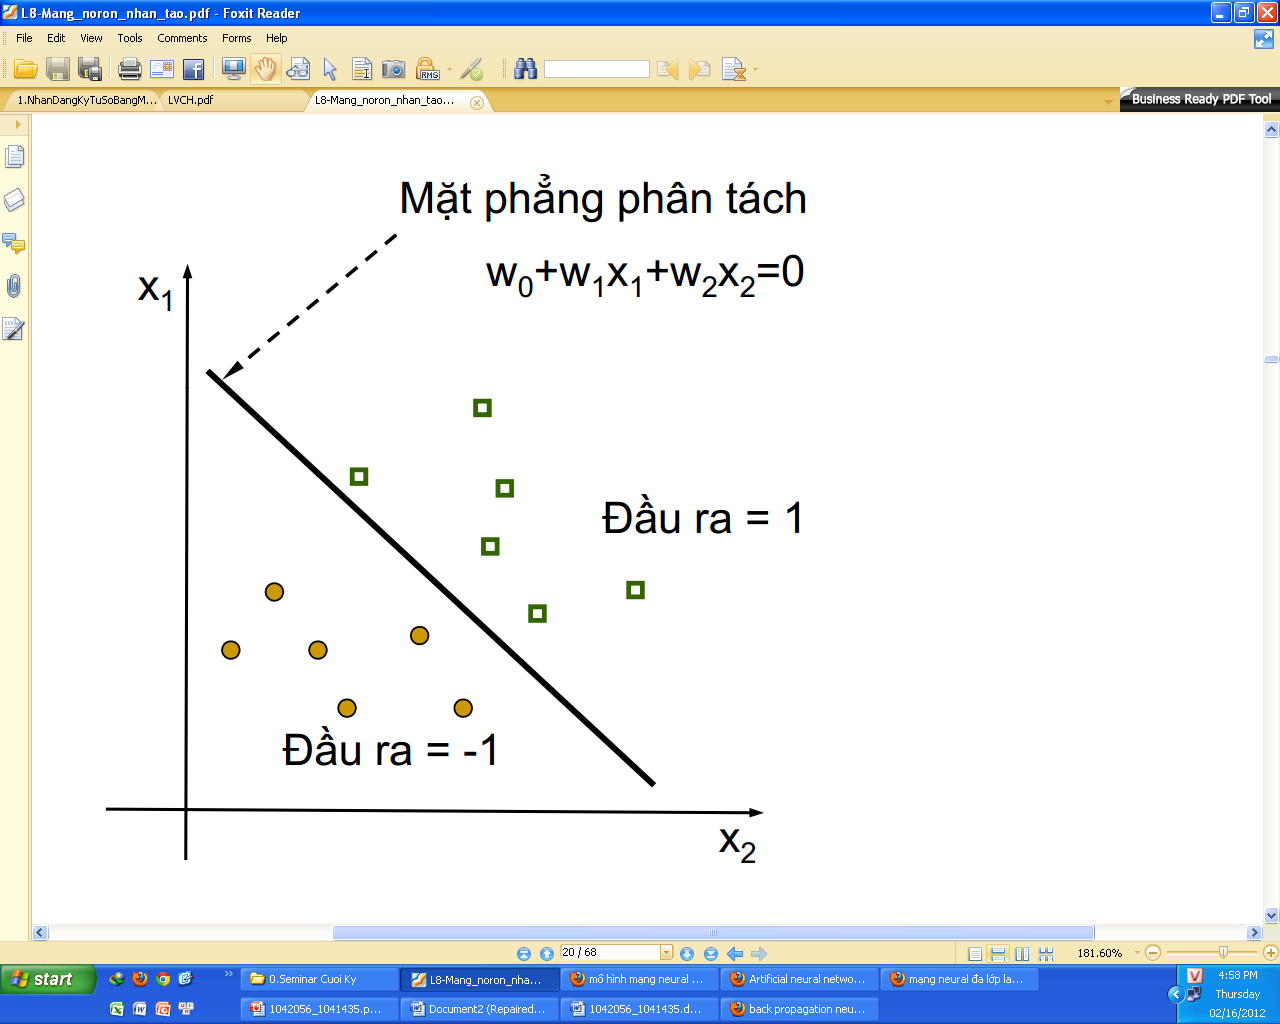 L8-Mang_noron_nhan_tao.pdf - Foxit Reader
File Edit View Tools Comments Forms Help
RMS
1.NhanDangKyTuSoBangM... LVCH.pdf L8-Mang_noron_nhan_tao... Business Ready PDF Tool
Mặt phẳng phân tách
w₀+w₁x₁+w₂x₂=0
x₁
Đầu ra = 1
Đầu ra = -1
x₂
20 / 68 181.60%
start 0.Seminar Cuoi Ky L8-Mang_noron_nha... mô hình mạng neural ... Artificial neural netwo... mạng neural đa lớp la... 4:58 PM
Thursday
1042056_1041435.p... Document2 (Repaired... 1042056_1041435.d... back propagation neu... 02/16/2012